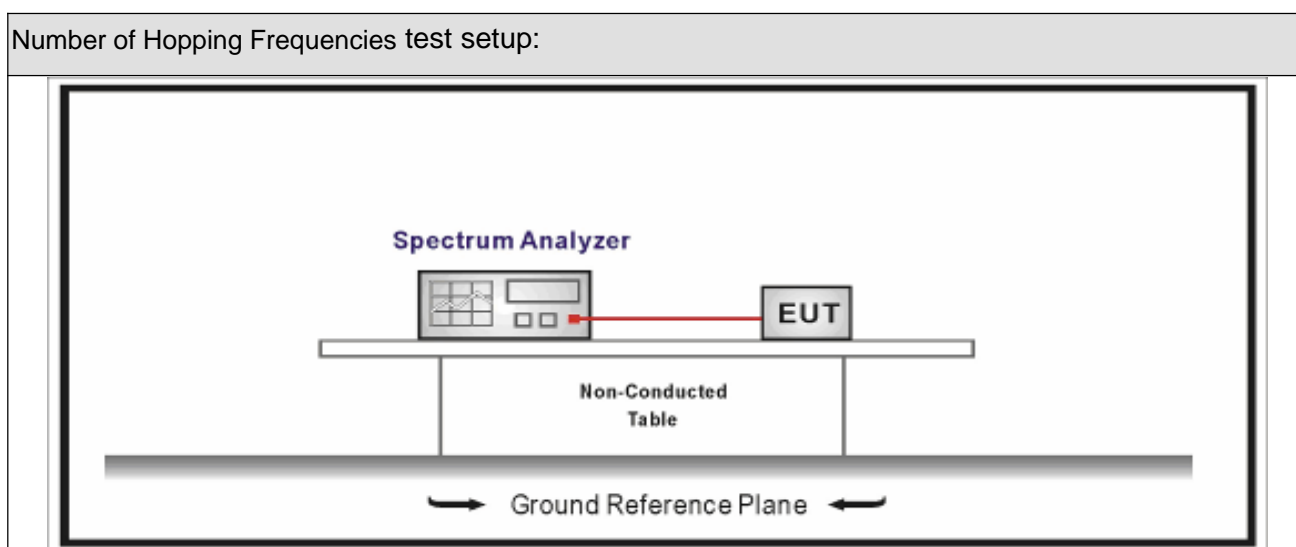 Number of Hopping Frequencies test setup:
Spectrum Analyzer
EUT
Non-Conducted
Table
Ground Reference Plane